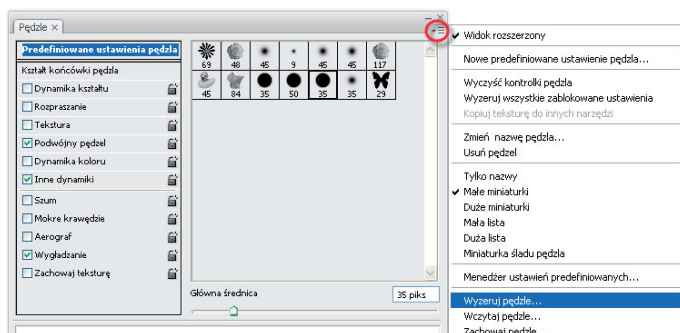 Pędzle ×
Predefiniowane ustawienia pędzla
Kształt końcówki pędzla
Dynamika kształtu
Rozpraszanie
Tekstura
Podwójny pędzel
Dynamika koloru
Inne dynamiki
Szum
Mokre krawędzie
Aerograf
Wygładzanie
Zachowaj teksturę
69 48 45 9 45 45 117
45 84 35 50 35 35 29
Główna średnica 35 piks
Widok rozszerzony
Nowe predefiniowane ustawienie pędzla...
Wyczyść kontrolki pędzla
Wyzeruj wszystkie zablokowane ustawienia
Kopiuj teksturę do innych narzędzi
Zmień nazwę pędzla...
Usuń pędzel
Tylko nazwy
Małe miniaturki
Duże miniaturki
Mała lista
Duża lista
Miniaturka śladu pędzla
Menedżer ustawień predefiniowanych...
Wyzeruj pędzle...
Wczytaj pędzle...
Zachowaj pędzle...